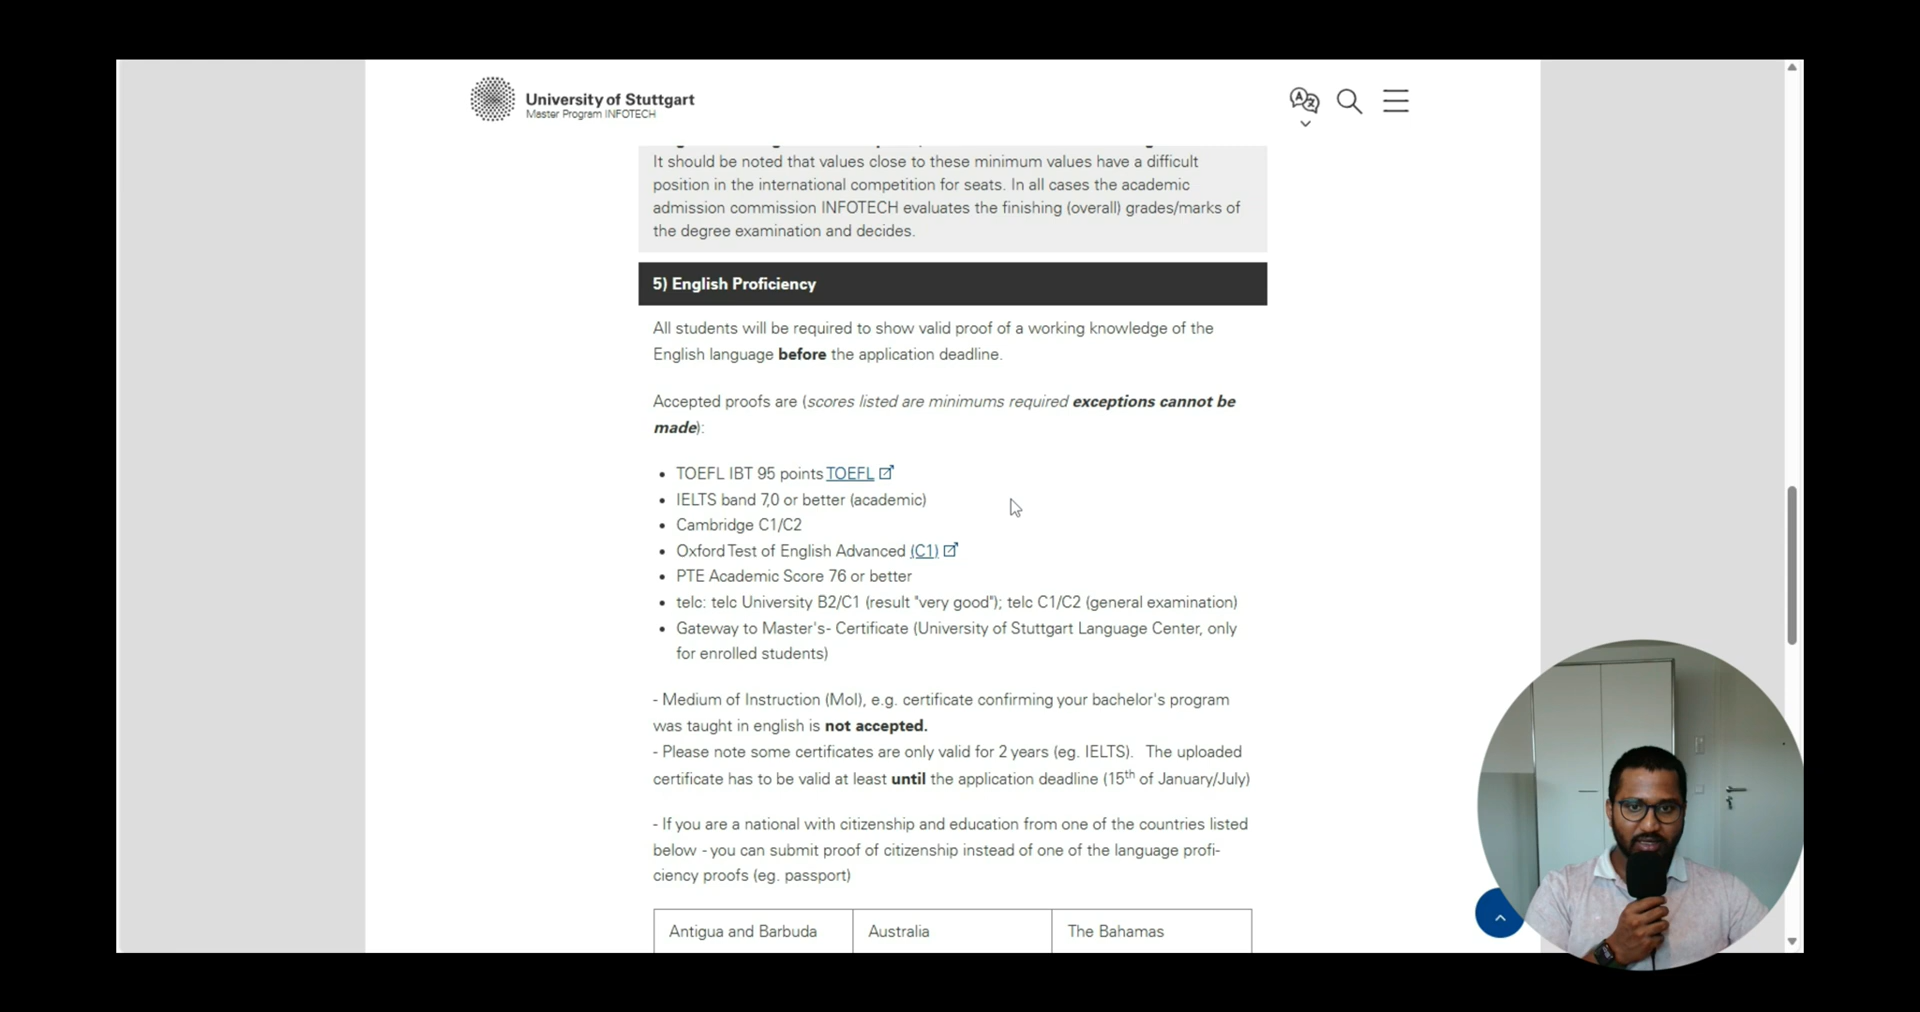 University of Stuttgart
Master Program INFOTECH
It should be noted that values close to these minimum values have a difficult
position in the international competition for seats. In all cases the academic
admission commission INFOTECH evaluates the finishing (overall) grades/marks of
the degree examination and decides.
5) English Proficiency
All students will be required to show valid proof of a working knowledge of the
English language before the application deadline.
Accepted proofs are (scores listed are minimums required exceptions cannot be
made):
• TOEFL IBT 95 points TOEFL
• IELTS band 7,0 or better (academic)
• Cambridge C1/C2
• Oxford Test of English Advanced (C1)
• PTE Academic Score 76 or better
• telc: telc University B2/C1 (result "very good"); telc C1/C2 (general examination)
• Gateway to Master's- Certificate (University of Stuttgart Language Center, only
for enrolled students)
- Medium of Instruction (MoI), e.g. certificate confirming your bachelor's program
was taught in english is not accepted.
- Please note some certificates are only valid for 2 years (eg. IELTS). The uploaded
certificate has to be valid at least until the application deadline (15th of January/July)
- If you are a national with citizenship and education from one of the countries listed
below - you can submit proof of citizenship instead of one of the language profi-
ciency proofs (eg. passport)
Antigua and Barbuda
Australia
The Bahamas